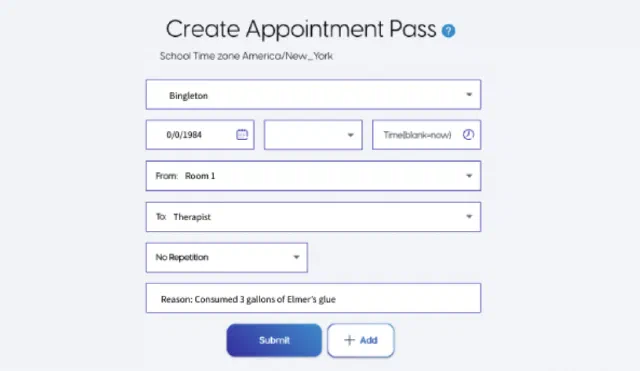 Create Appointment Pass ?
School Time zone America/New_York
Bingleton
0/0/1984 Time(blank=now)
From: Room 1
To: Therapist
No Repetition
Reason: Consumed 3 gallons of Elmer's glue
Submit + Add